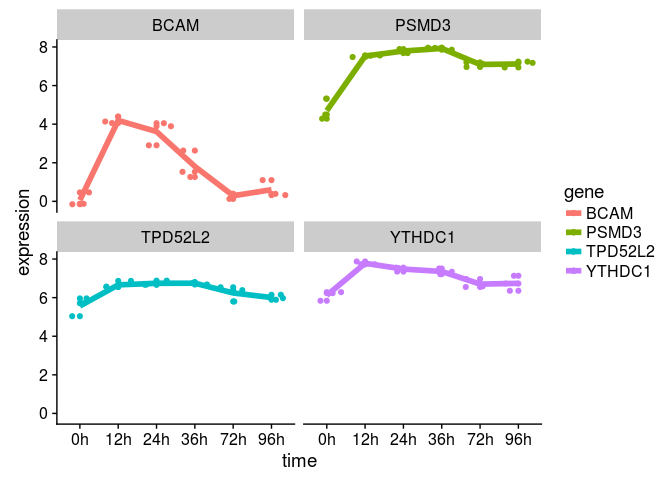 BCAM PSMD3
8
6
4
2
0
expression
TPD52L2 YTHDC1
8
6
4
2
0
0h 12h 24h 36h 72h 96h 0h 12h 24h 36h 72h 96h
time
gene
BCAM
PSMD3
TPD52L2
YTHDC1